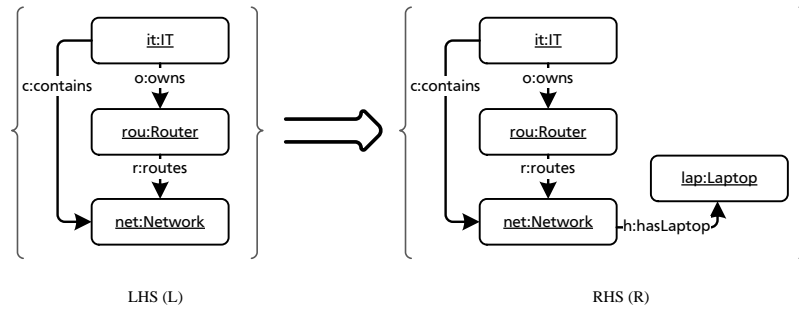 it:IT
o:owns
c:contains
rou:Router
r:routes
net:Network
it:IT
o:owns
c:contains
rou:Router
r:routes
lap:Laptop
net:Network
h:hasLaptop
LHS (L)
RHS (R)